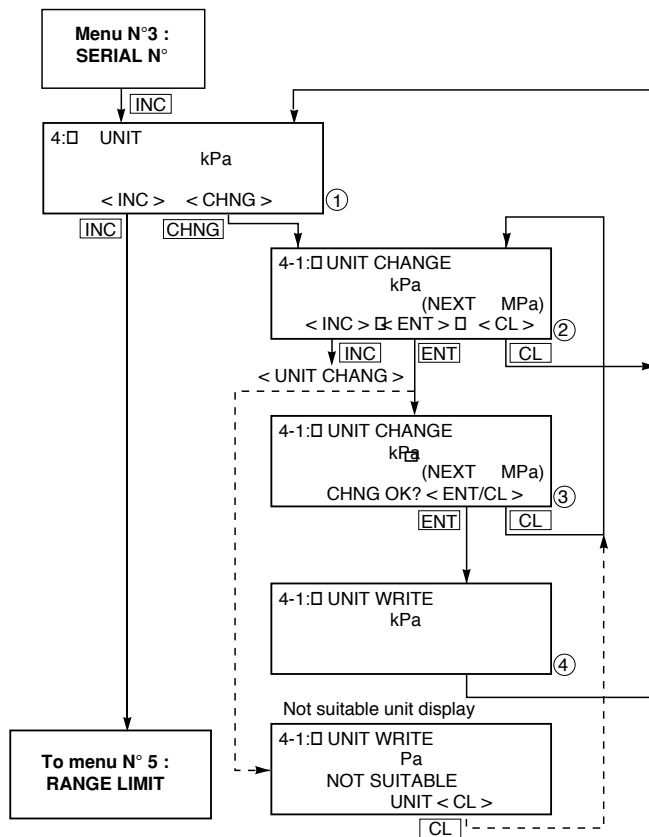 Menu N°3 :
SERIAL N°
INC
4:□ UNIT
kPa
< INC > < CHNG >
1
INC
CHNG
4-1:□ UNIT CHANGE
kPa
(NEXT MPa)
< INC > □< ENT > □ < CL >
2
INC
ENT
CL
< UNIT CHANG >
4-1:□ UNIT CHANGE
kPa
(NEXT MPa)
CHNG OK? < ENT/CL >
3
ENT
CL
4-1:□ UNIT WRITE
kPa
4
Not suitable unit display
4-1:□ UNIT WRITE
Pa
NOT SUITABLE
UNIT < CL >
CL
To menu N° 5 :
RANGE LIMIT